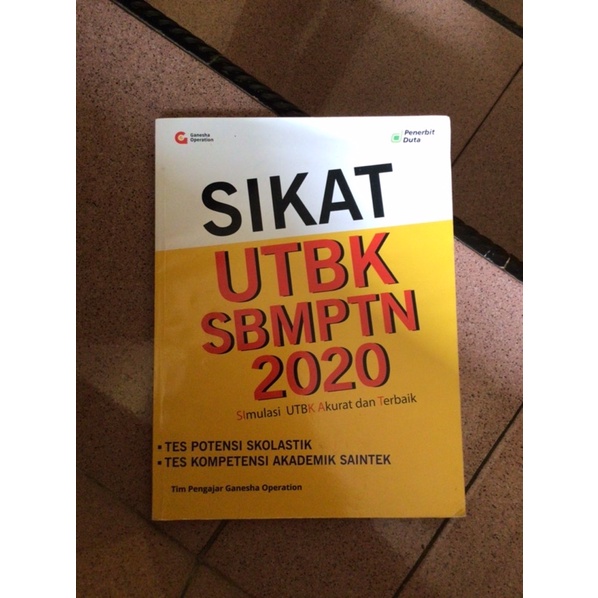 Ganesha
Operation
Penerbit
Duta
SIKAT
UTBK
SBMPTN
2020
SImulasi UTBK Akurat dan Terbaik
• TES POTENSI SKOLASTIK
• TES KOMPETENSI AKADEMIK SAINTEK
Tim Pengajar Ganesha Operation